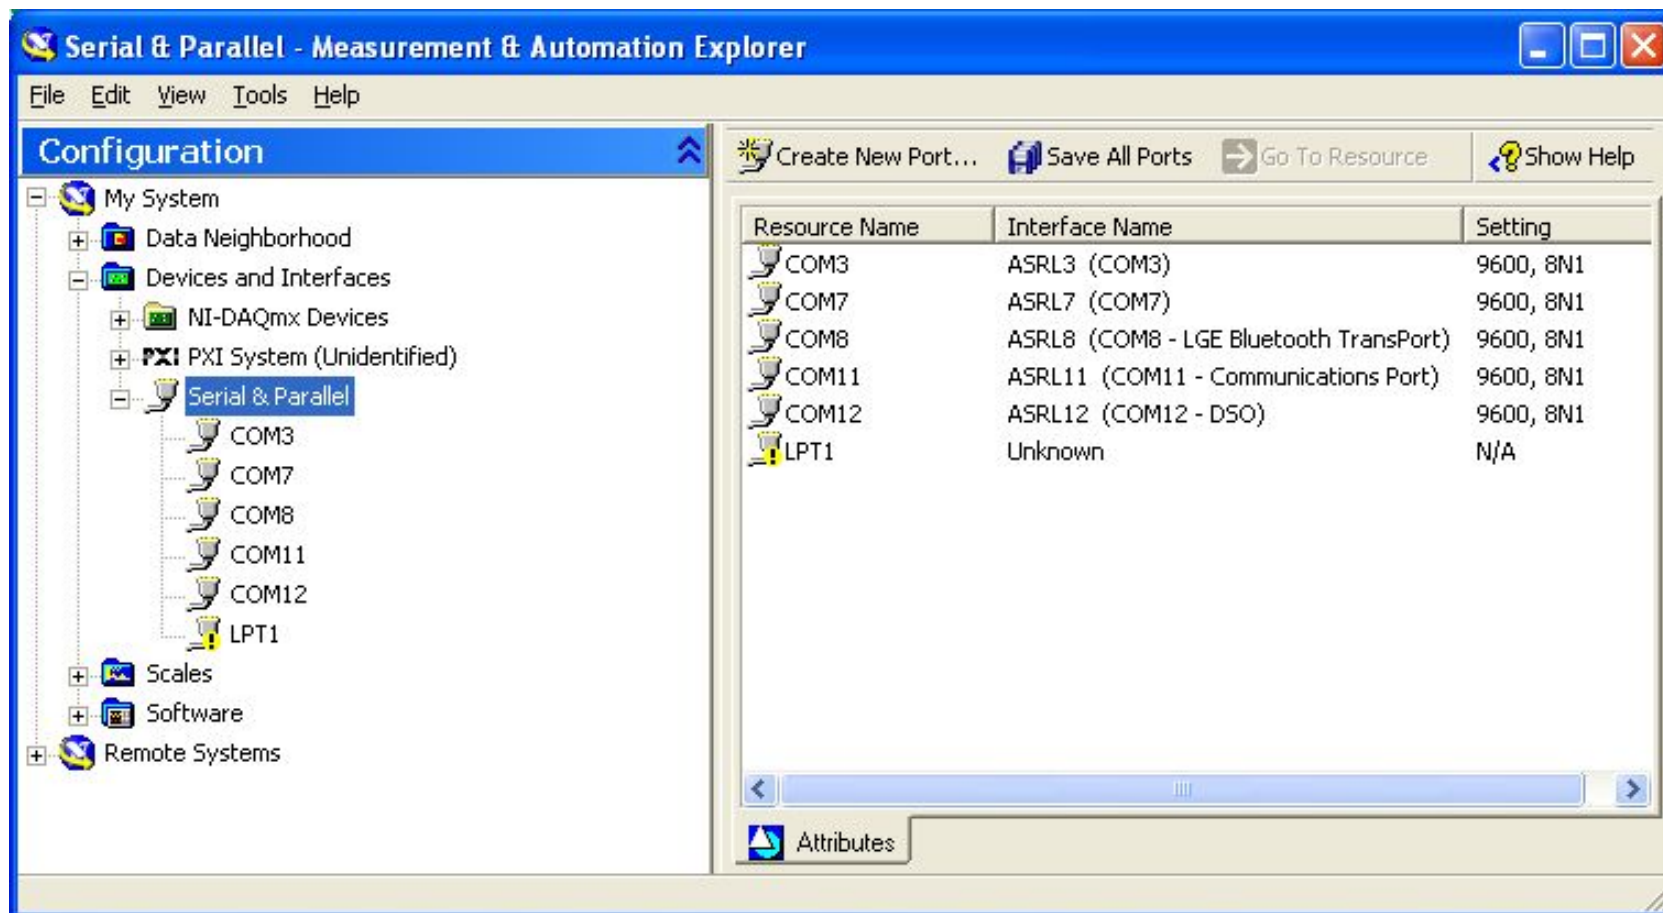 Serial & Parallel - Measurement & Automation Explorer
File Edit View Tools Help
Configuration
My System
Data Neighborhood
Devices and Interfaces
NI-DAQmx Devices
PXI PXI System (Unidentified)
Serial & Parallel
COM3
COM7
COM8
COM11
COM12
LPT1
Scales
Software
Remote Systems
Create New Port... Save All Ports Go To Resource Show Help
Resource Name Interface Name Setting
COM3 ASRL3 (COM3) 9600, 8N1
COM7 ASRL7 (COM7) 9600, 8N1
COM8 ASRL8 (COM8 - LGE Bluetooth TransPort) 9600, 8N1
COM11 ASRL11 (COM11 - Communications Port) 9600, 8N1
COM12 ASRL12 (COM12 - DSO) 9600, 8N1
LPT1 Unknown N/A
Attributes